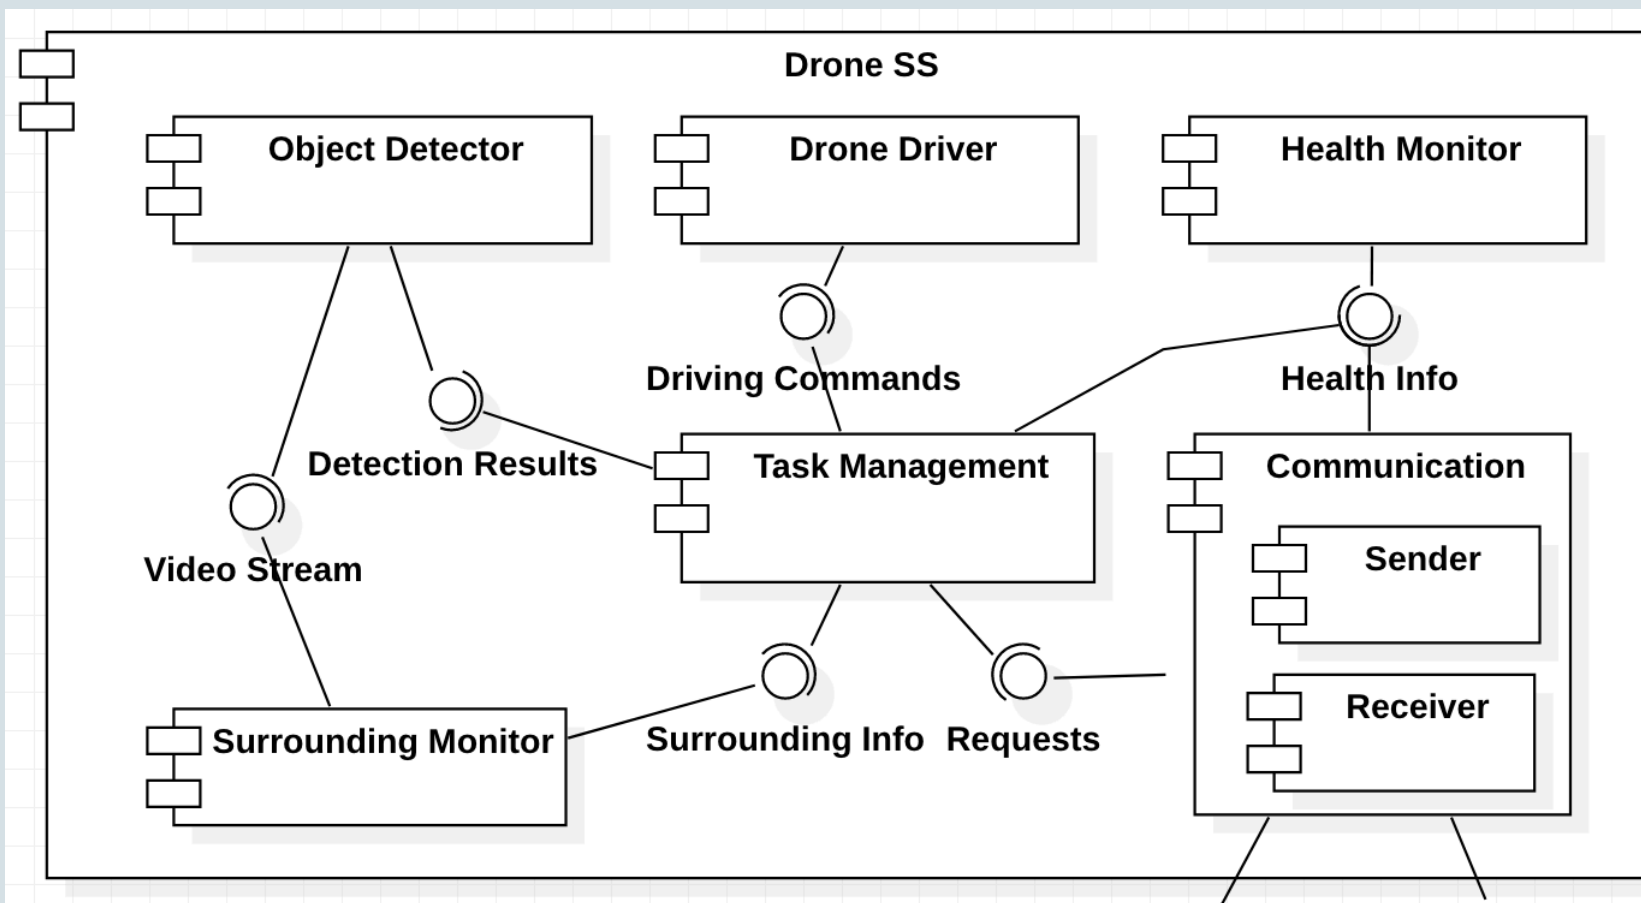 Drone SS
Object Detector
Drone Driver
Health Monitor
Driving Commands
Health Info
Detection Results
Task Management
Communication
Video Stream
Sender
Receiver
Surrounding Monitor
Surrounding Info
Requests